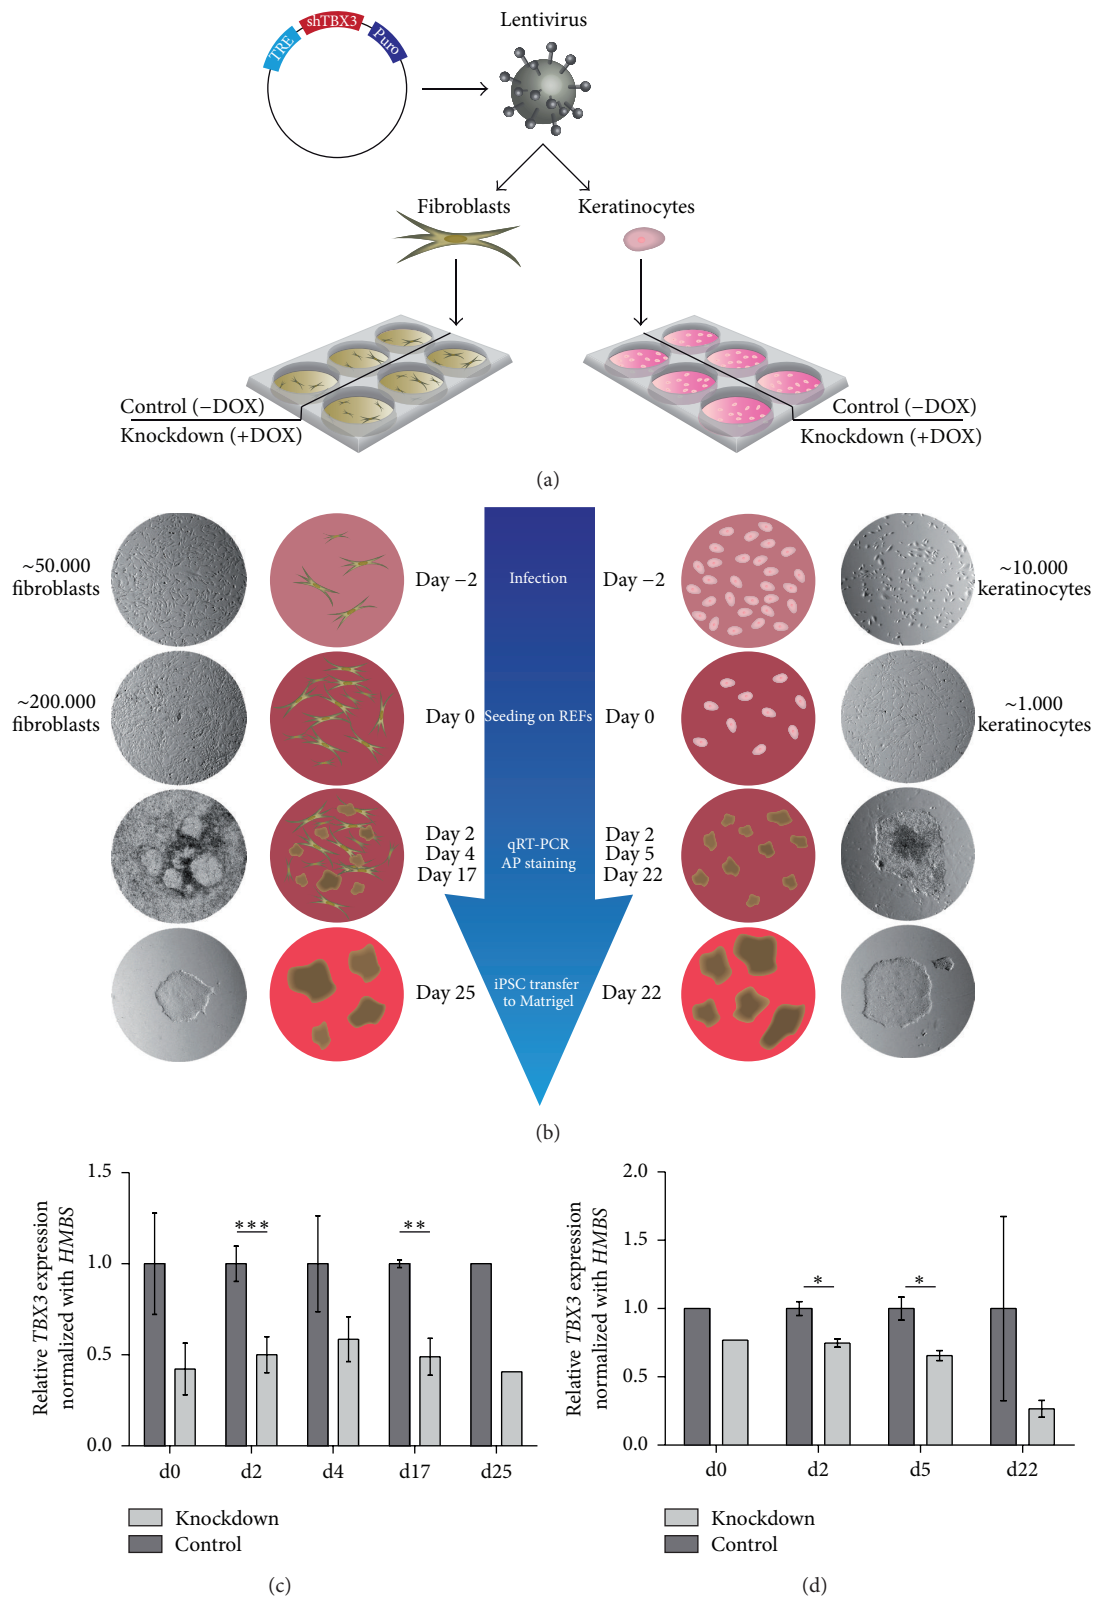 TRE
shTBX3
Puro
Lentivirus
Fibroblasts
Keratinocytes
Control (−DOX)
Knockdown (+DOX)
Control (−DOX)
Knockdown (+DOX)
(a)
~50.000
fibroblasts
Day −2
Infection
Day −2
~10.000
keratinocytes
~200.000
fibroblasts
Day 0
Seeding on REFs
Day 0
~1.000
keratinocytes
Day 2
Day 4
Day 17
qRT-PCR
AP staining
Day 2
Day 5
Day 22
Day 25
iPSC transfer
to Matrigel
Day 22
(b)
Relative TBX3 expression
normalized with HMBS
1.5
1.0
0.5
0.0
***
**
d0
d2
d4
d17
d25
Knockdown
Control
(c)
Relative TBX3 expression
normalized with HMBS
2.0
1.5
1.0
0.5
0.0
*
*
d0
d2
d5
d22
Knockdown
Control
(d)